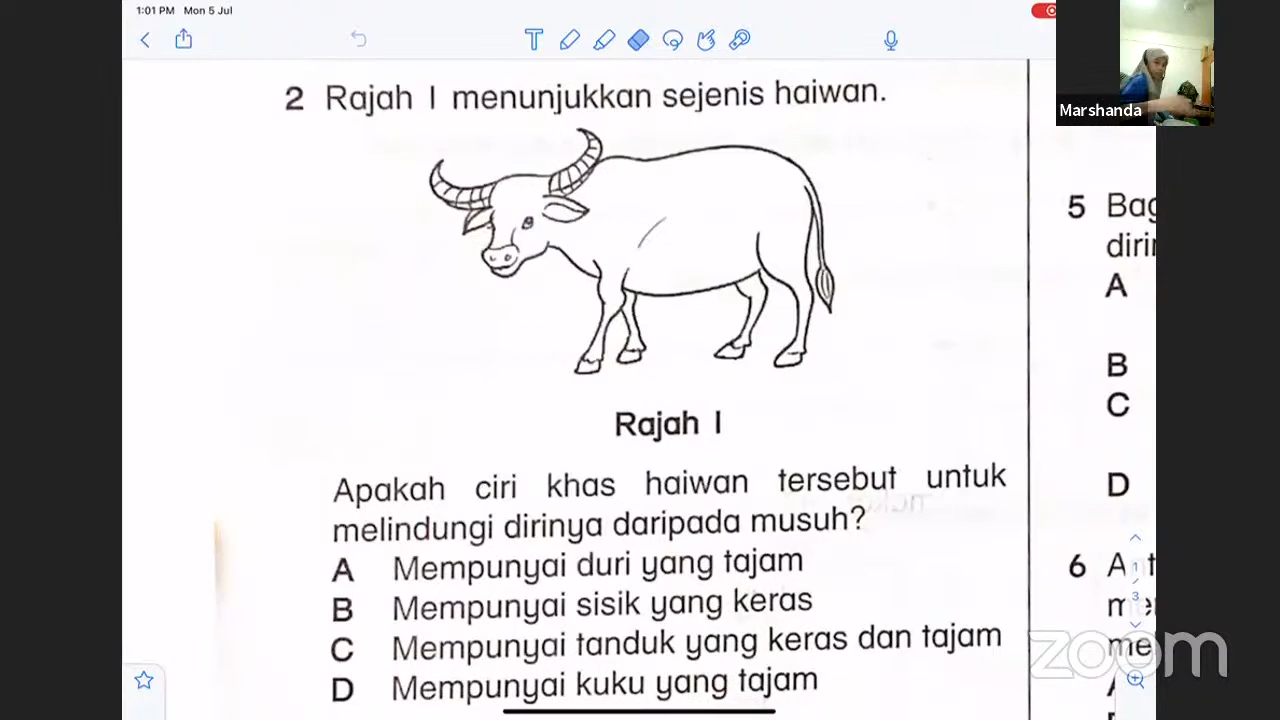 1:01 PM Mon 5 Jul
Marshanda
2 Rajah 1 menunjukkan sejenis haiwan.
Rajah 1
Apakah ciri khas haiwan tersebut untuk
melindungi dirinya daripada musuh?
A Mempunyai duri yang tajam
B Mempunyai sisik yang keras
C Mempunyai tanduk yang keras dan tajam
D Mempunyai kuku yang tajam
5
A
B
C
D
6
zoom